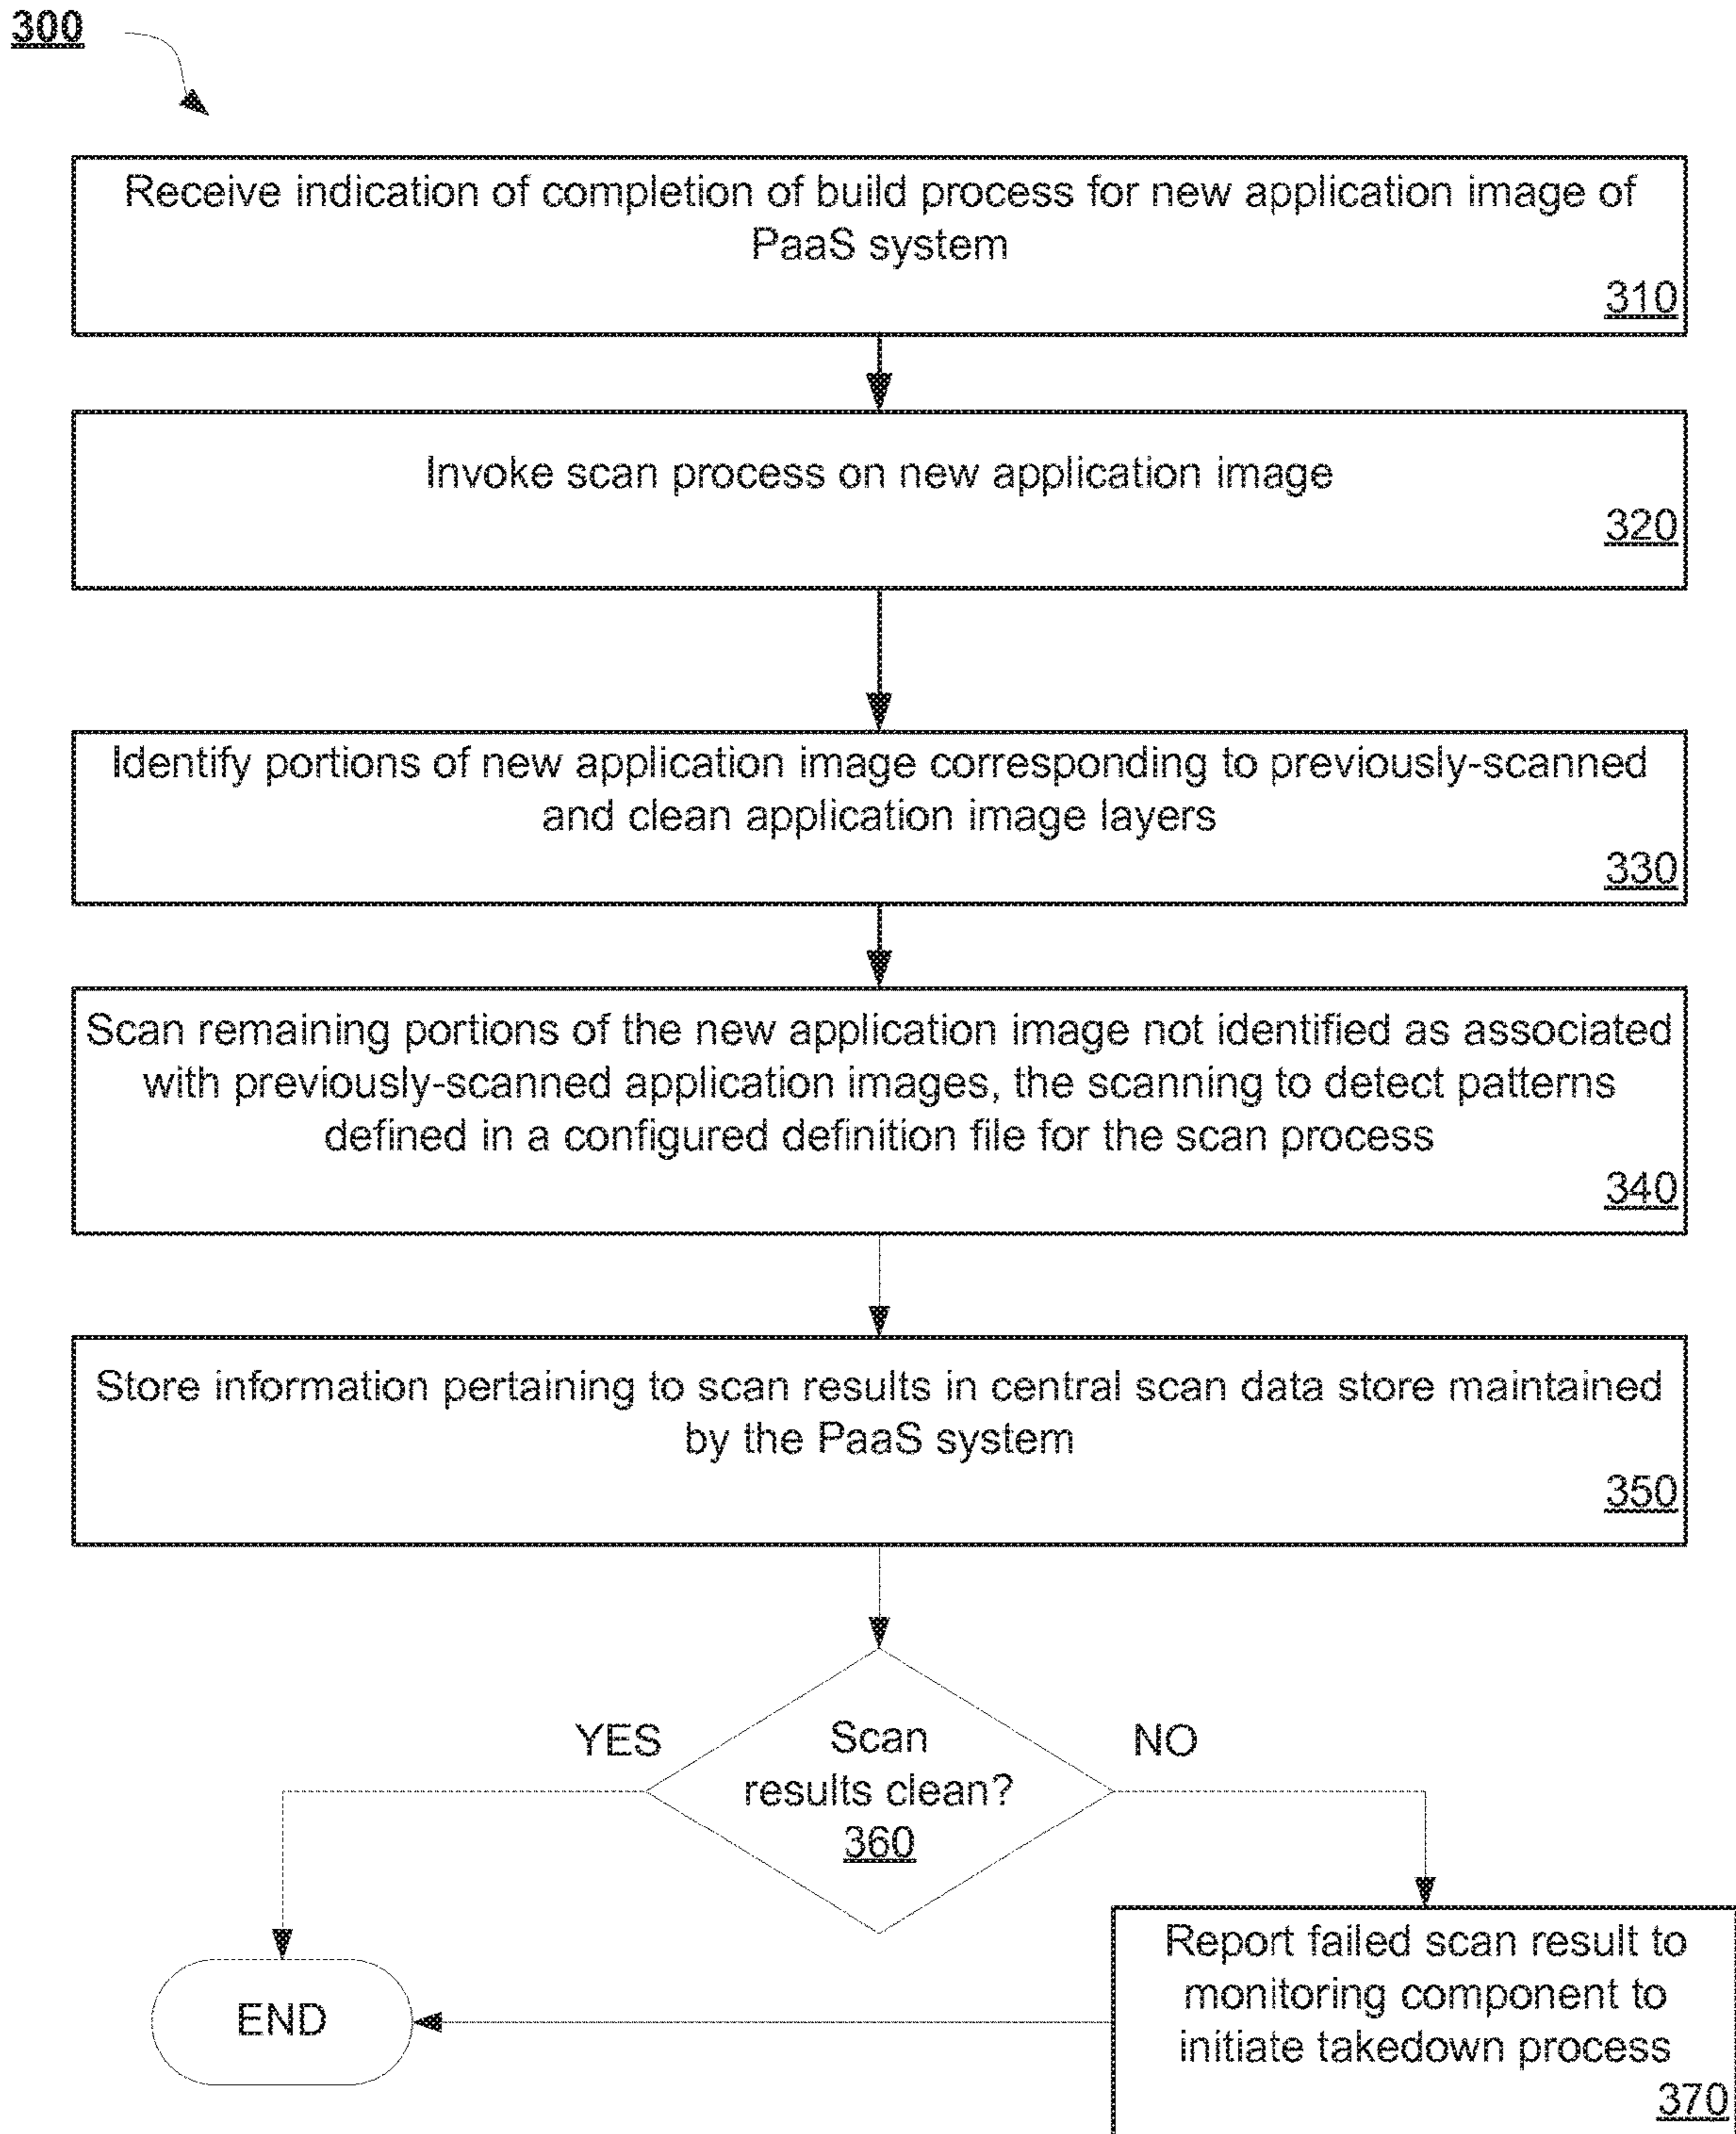 300
Receive indication of completion of build process for new application image of
PaaS system
310
Invoke scan process on new application image
320
Identify portions of new application image corresponding to previously-scanned
and clean application image layers
330
Scan remaining portions of the new application image not identified as associated
with previously-scanned application images, the scanning to detect patterns
defined in a configured definition file for the scan process
340
Store information pertaining to scan results in central scan data store maintained
by the PaaS system
350
YES
Scan
results clean?
360
NO
END
Report failed scan result to
monitoring component to
initiate takedown process
370